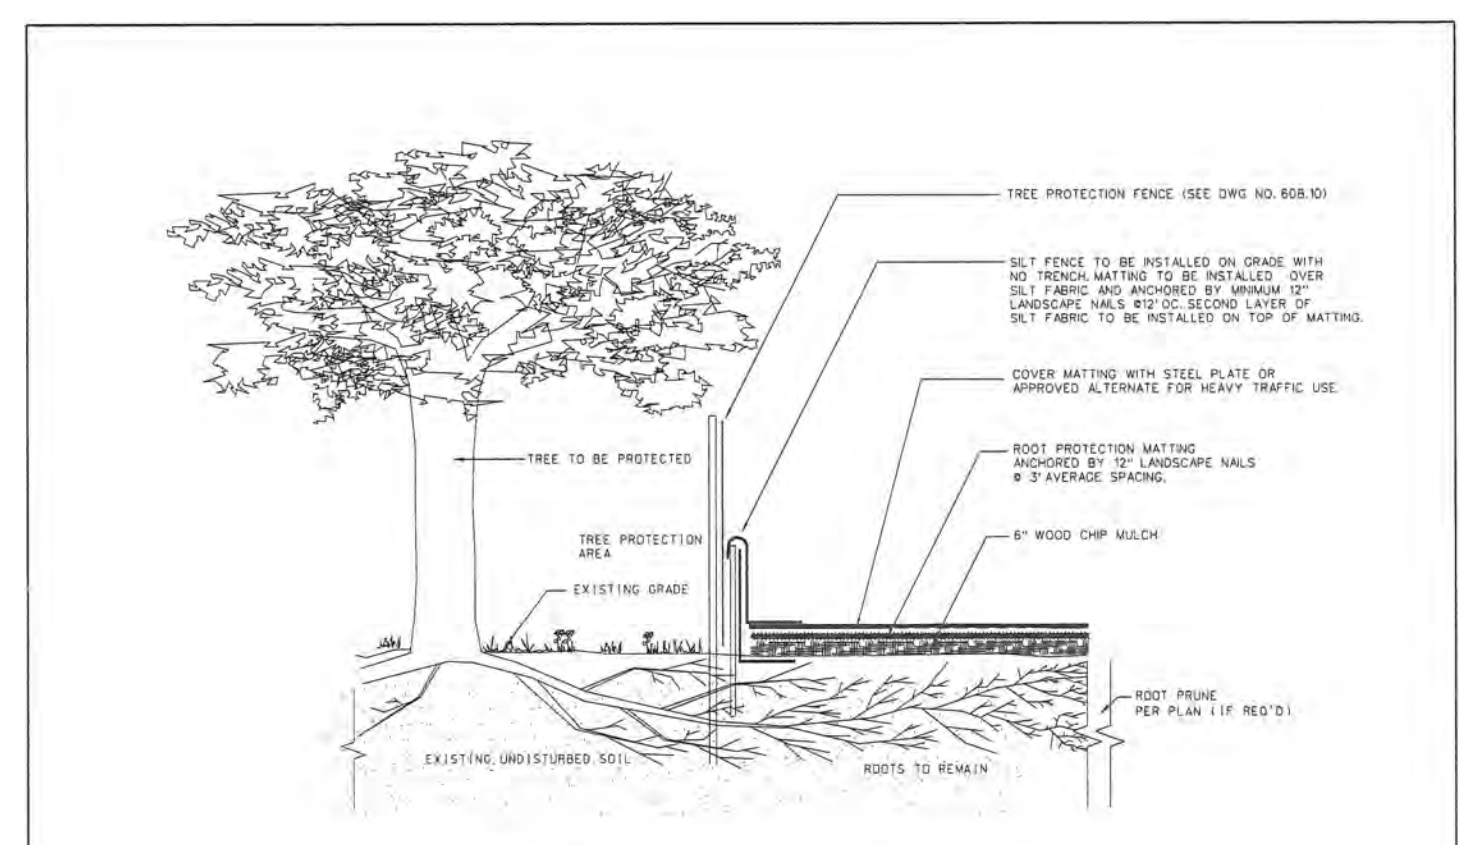 TREE PROTECTION FENCE (SEE DWG NO. 608.10)
SILT FENCE TO BE INSTALLED ON GRADE WITH
NO TRENCH. MATTING TO BE INSTALLED OVER
SILT FABRIC AND ANCHORED BY MINIMUM 12"
LANDSCAPE NAILS @12' OC. SECOND LAYER OF
SILT FABRIC TO BE INSTALLED ON TOP OF MATTING.
COVER MATTING WITH STEEL PLATE OR
APPROVED ALTERNATE FOR HEAVY TRAFFIC USE.
ROOT PROTECTION MATTING
ANCHORED BY 12" LANDSCAPE NAILS
@ 3' AVERAGE SPACING.
TREE TO BE PROTECTED
TREE PROTECTION
AREA
6" WOOD CHIP MULCH
EXISTING GRADE
ROOT PRUNE
PER PLAN (IF REQ'D)
EXISTING UNDISTURBED SOIL
ROOTS TO REMAIN